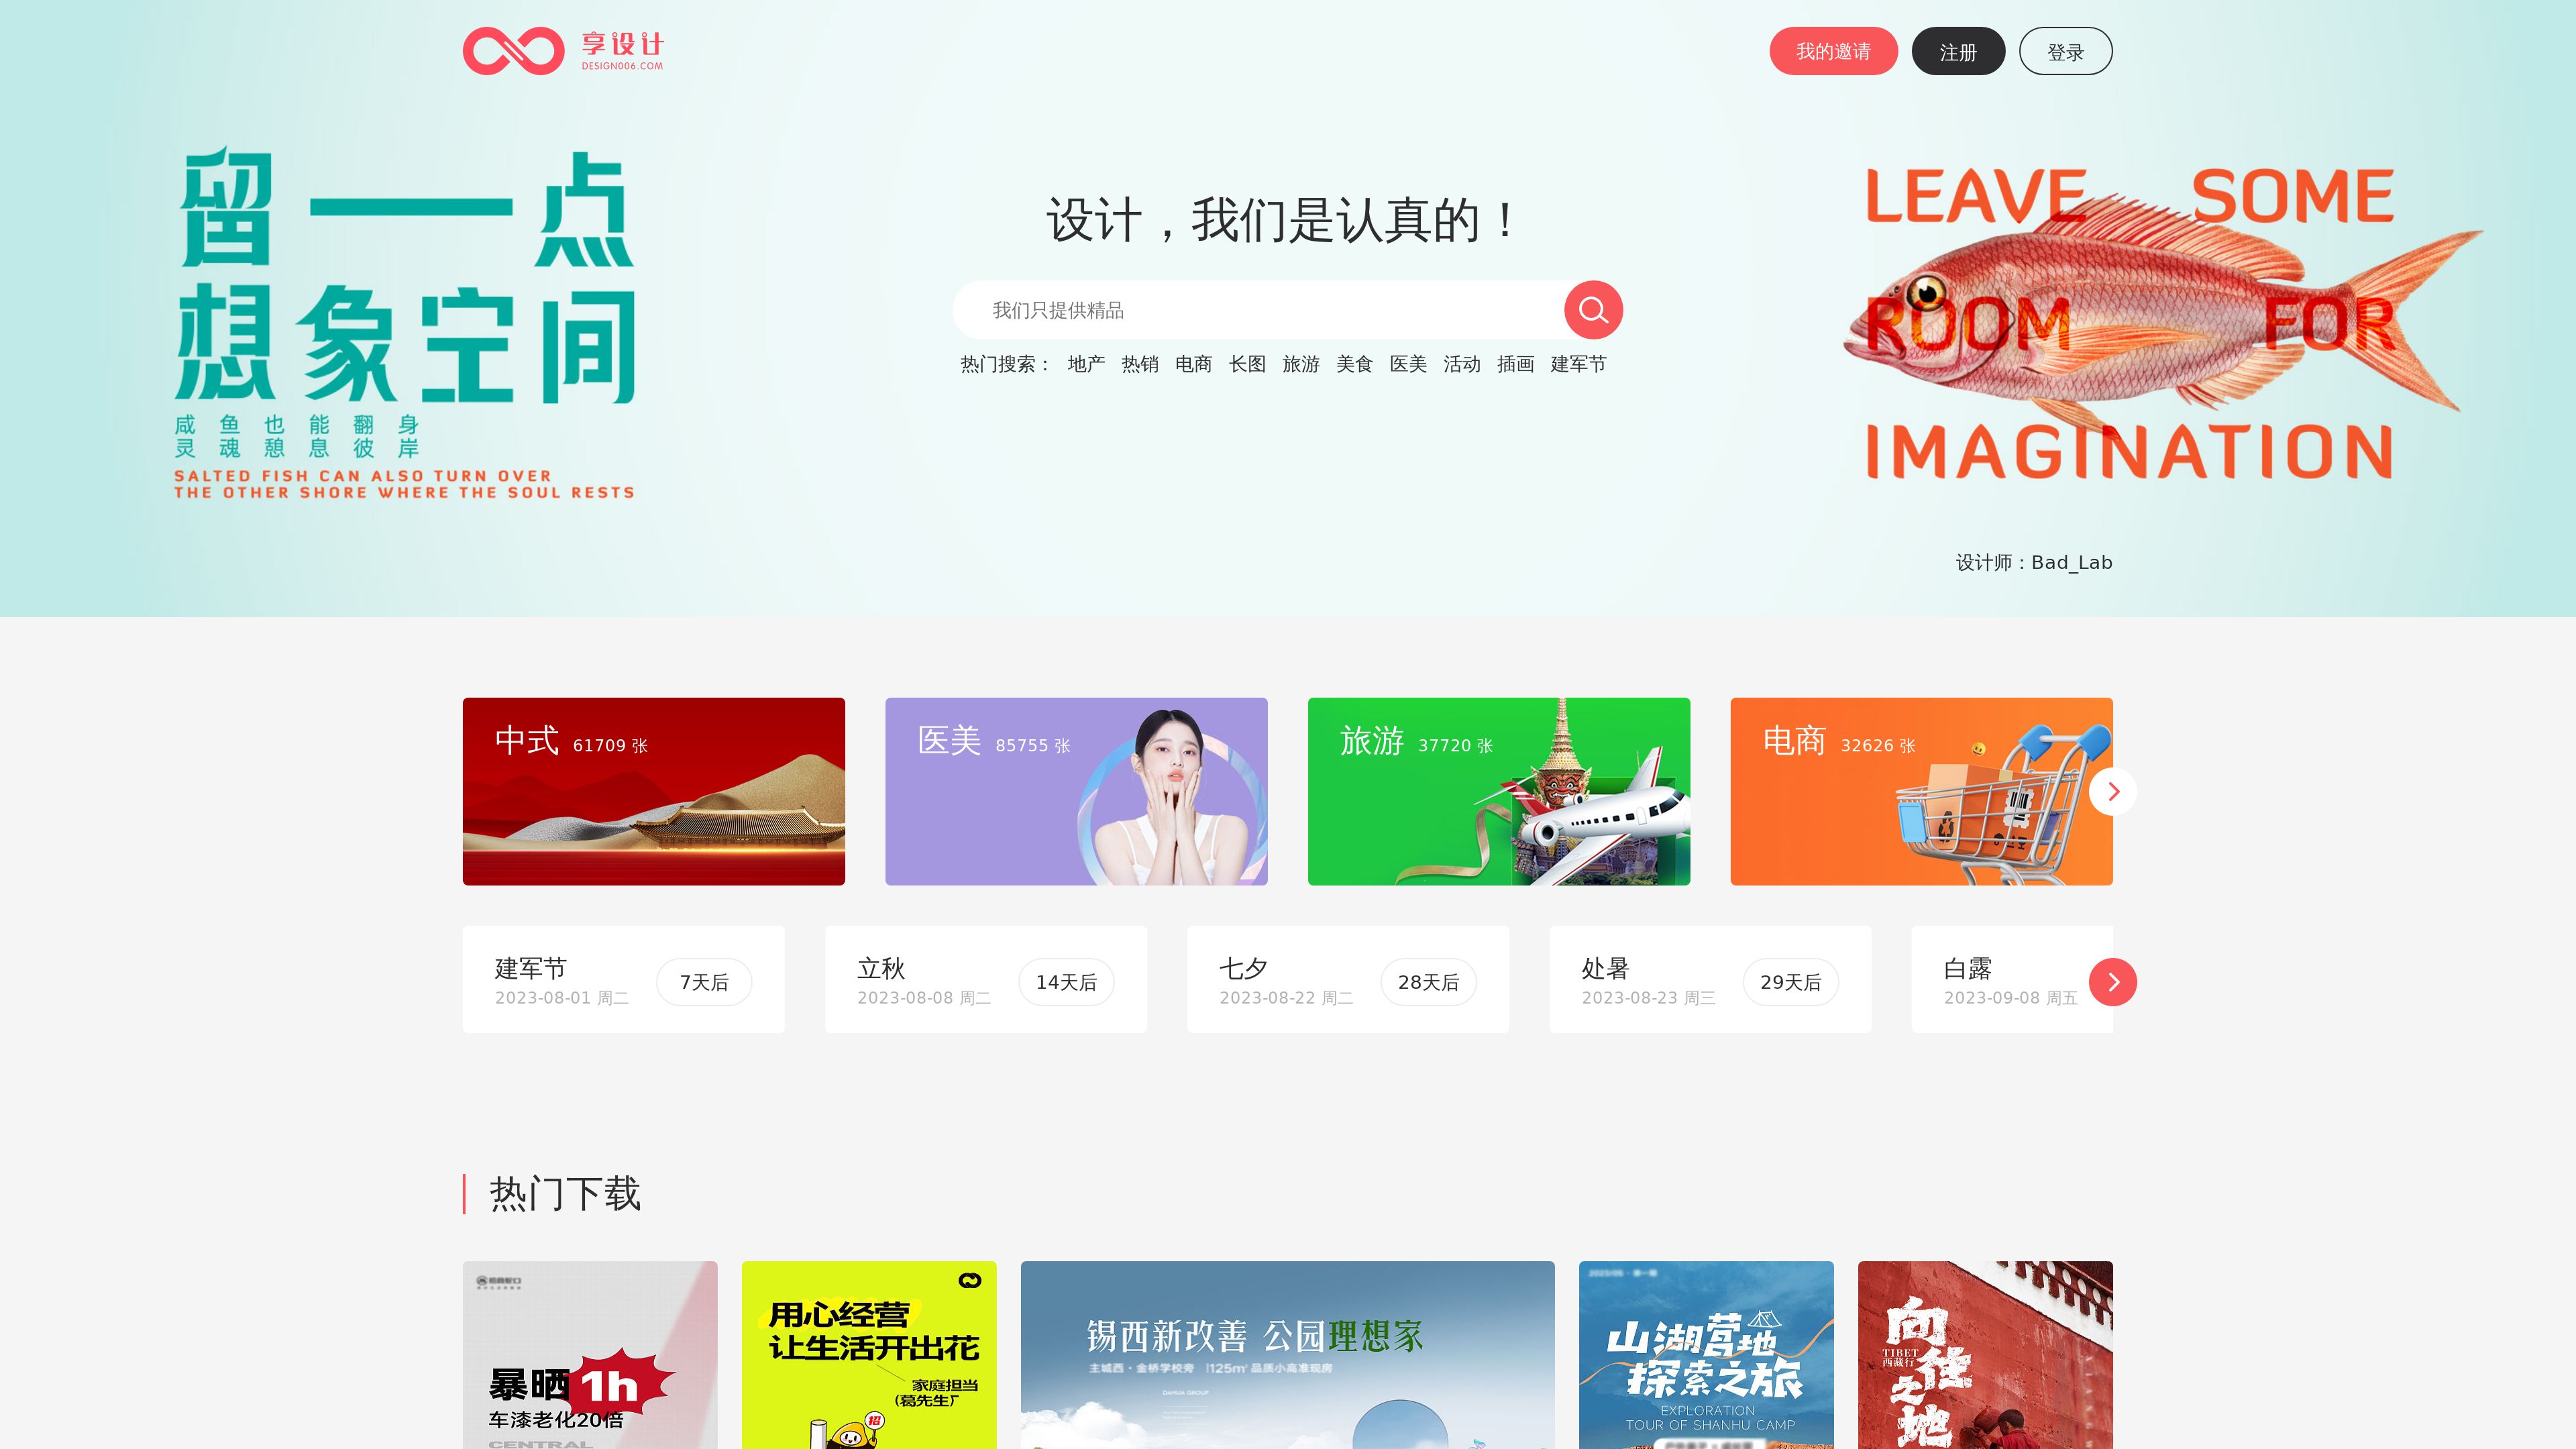 享设计
DESIGN006.COM
我的邀请
注册
登录
留一点
想象空间
咸鱼也能翻身
灵魂憩息彼岸
SALTED FISH CAN ALSO TURN OVER
THE OTHER SHORE WHERE THE SOUL RESTS
设计，我们是认真的！
我们只提供精品
热门搜索： 地产 热销 电商 长图 旅游 美食 医美 活动 插画 建军节
LEAVE SOME
ROOM FOR
IMAGINATION
设计师：Bad_Lab
中式 61709 张
医美 85755 张
旅游 37720 张
电商 32626 张
建军节
2023-08-01 周二
7天后
立秋
2023-08-08 周二
14天后
七夕
2023-08-22 周二
28天后
处暑
2023-08-23 周三
29天后
白露
2023-09-08 周五
热门下载
暴晒1h
车漆老化20倍
CENTRAL
用心经营
让生活开出花
家庭担当
(葛先生)
招
锡西新改善 公园理想家
主城西·金桥学校旁 125m² 品质小高准现房
DAHUA GROUP
山湖营地
探索之旅
EXPLORATION
TOUR OF SHANHU CAMP
向往之地
TIBET
西藏行